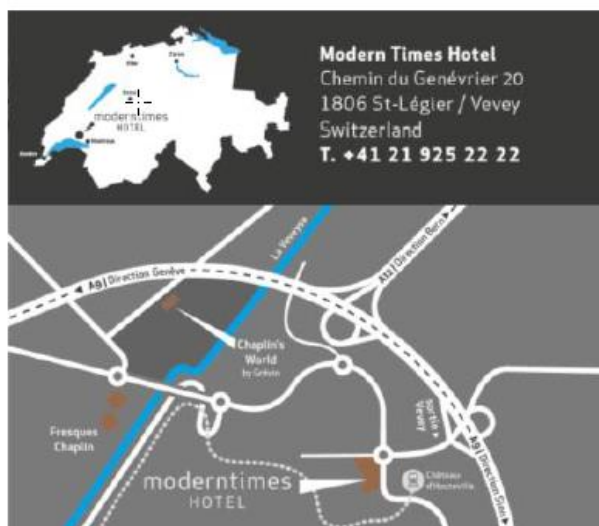 Modern Times Hotel
Chemin du Genévrier 20
1806 St-Légier / Vevey
Switzerland
T. +41 21 925 22 22
moderntimes
HOTEL
La Veveyse
A9 | Direction Genève
A12 | Direction Bern
Chaplin's
World
by Grévin
Sortie
Vevey
Fresques
Chaplin
moderntimes
HOTEL
Château
d'Hauteville
A9 | Direction Sion